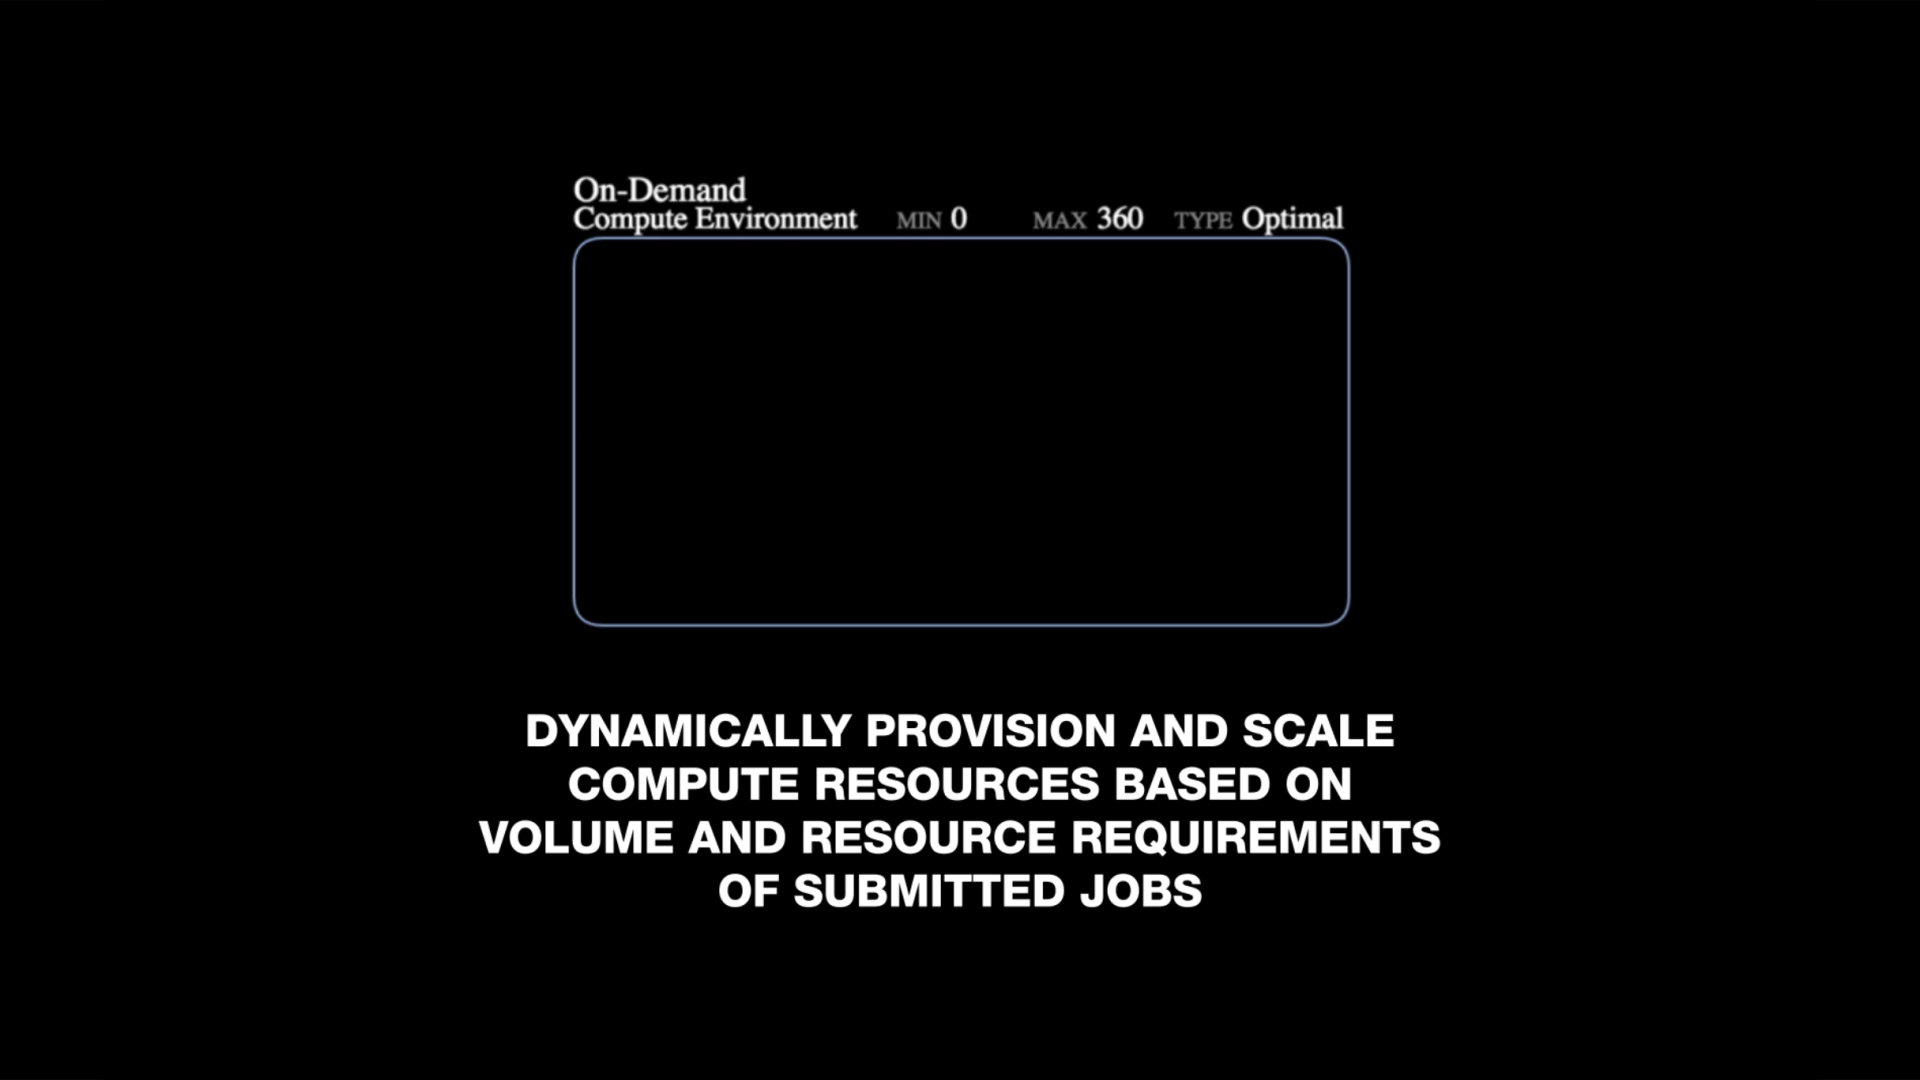 On-Demand
Compute Environment MIN 0 MAX 360 TYPE Optimal
DYNAMICALLY PROVISION AND SCALE
COMPUTE RESOURCES BASED ON
VOLUME AND RESOURCE REQUIREMENTS
OF SUBMITTED JOBS